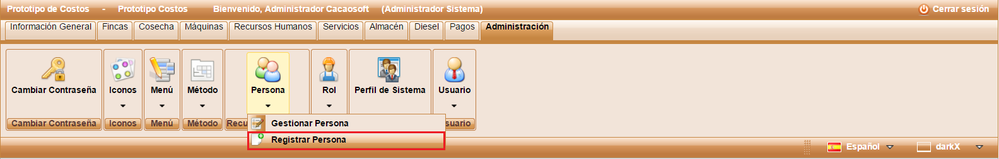 Prototipo de Costos - Prototipo Costos Bienvenido, Administrador Cacaosoft (Administrador Sistema) Cerrar sesión
Información General Fincas Cosecha Máquinas Recursos Humanos Servicios Almacén Diesel Pagos Administración
Cambiar Contraseña Iconos Menú Método Persona Rol Perfil de Sistema Usuario
Cambiar Contraseña Iconos Menú Método Recu suario
Gestionar Persona
Registrar Persona
Español darkX